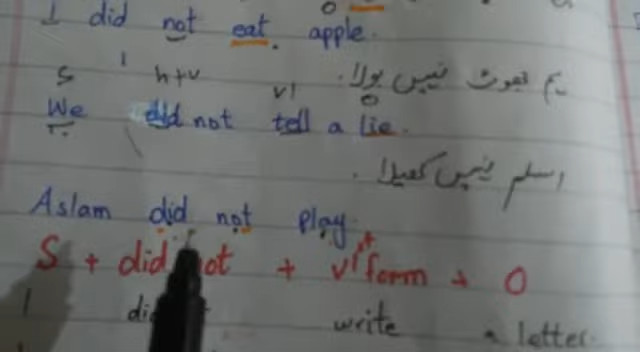 I did not eat apple.
S h+v v1 O
ہم جھوٹ نہیں بولا.
We did not tell a lie.
اسلم نہیں کھیلا.
Aslam did not play.
S + did not + v1st form + O
I write a letter.